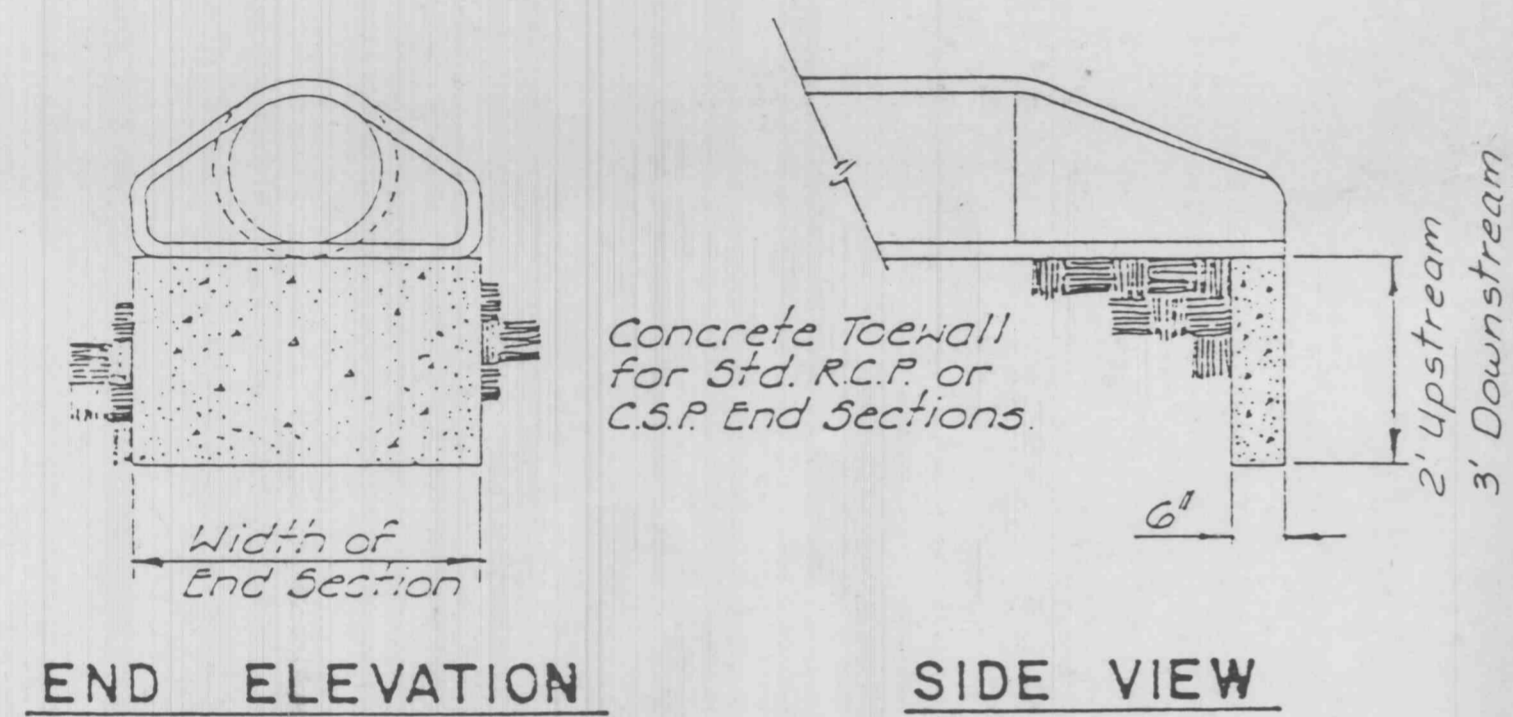 Concrete Toewall
for Std. R.C.P. or
C.S.P. End Sections.
2' Upstream
3' Downstream
6"
Width of
End Section
END ELEVATION
SIDE VIEW